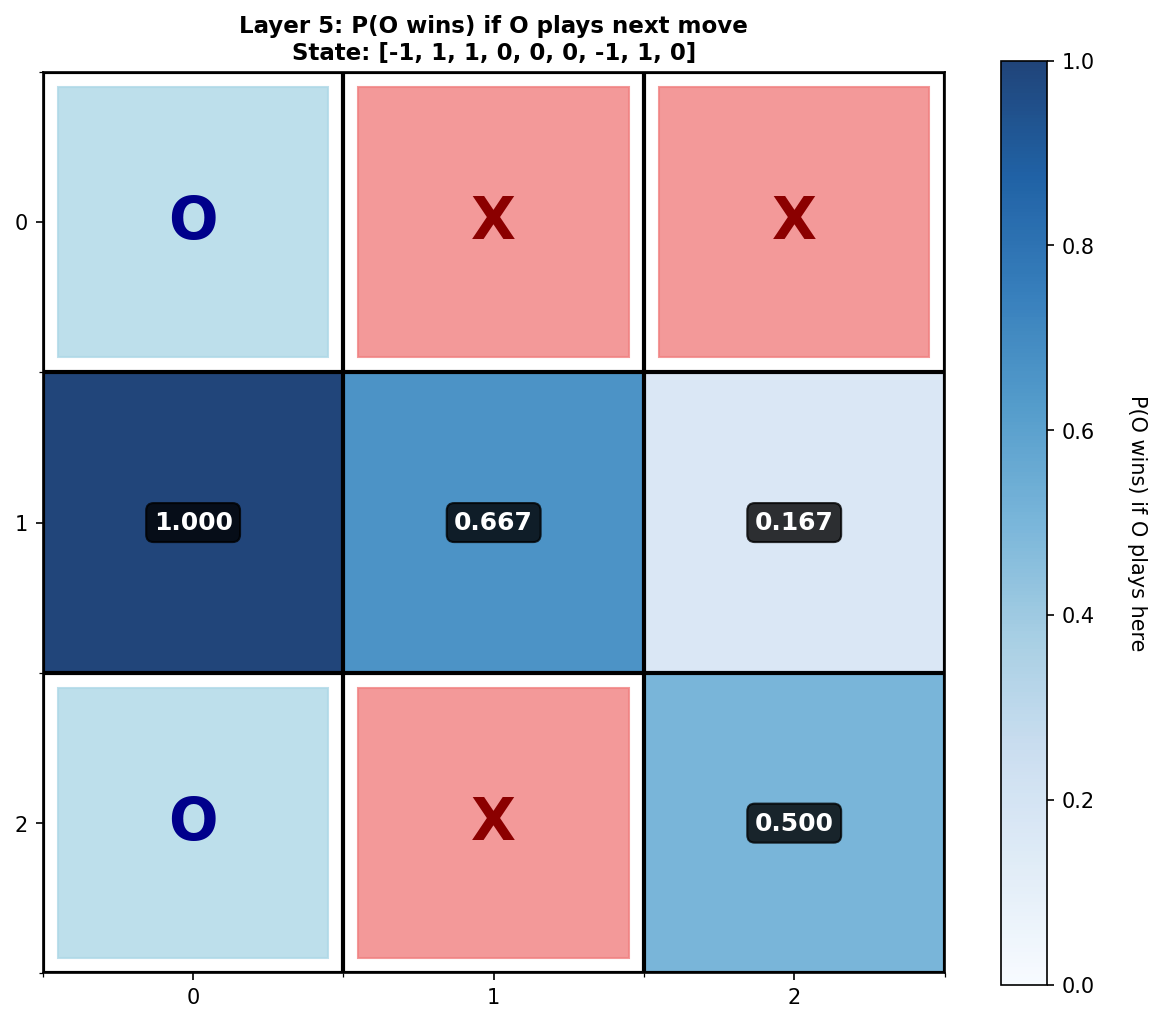 Layer 5: P(O wins) if O plays next move
State: [-1, 1, 1, 0, 0, 0, -1, 1, 0]
0
O
X
X
1
1.000
0.667
0.167
2
O
X
0.500
0
1
2
1.0
0.8
0.6
0.4
0.2
0.0
P(O wins) if O plays here